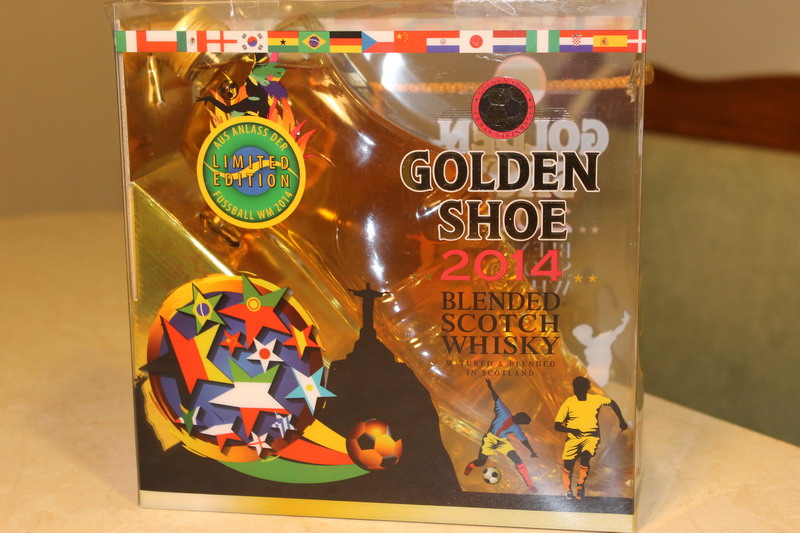 AUS ANLASS DER
LIMITED
EDITION
FUSSBALL WM 2014
GOLDEN
SHOE
2014
BLENDED
SCOTCH
WHISKY
MATURED & BLENDED
IN SCOTLAND